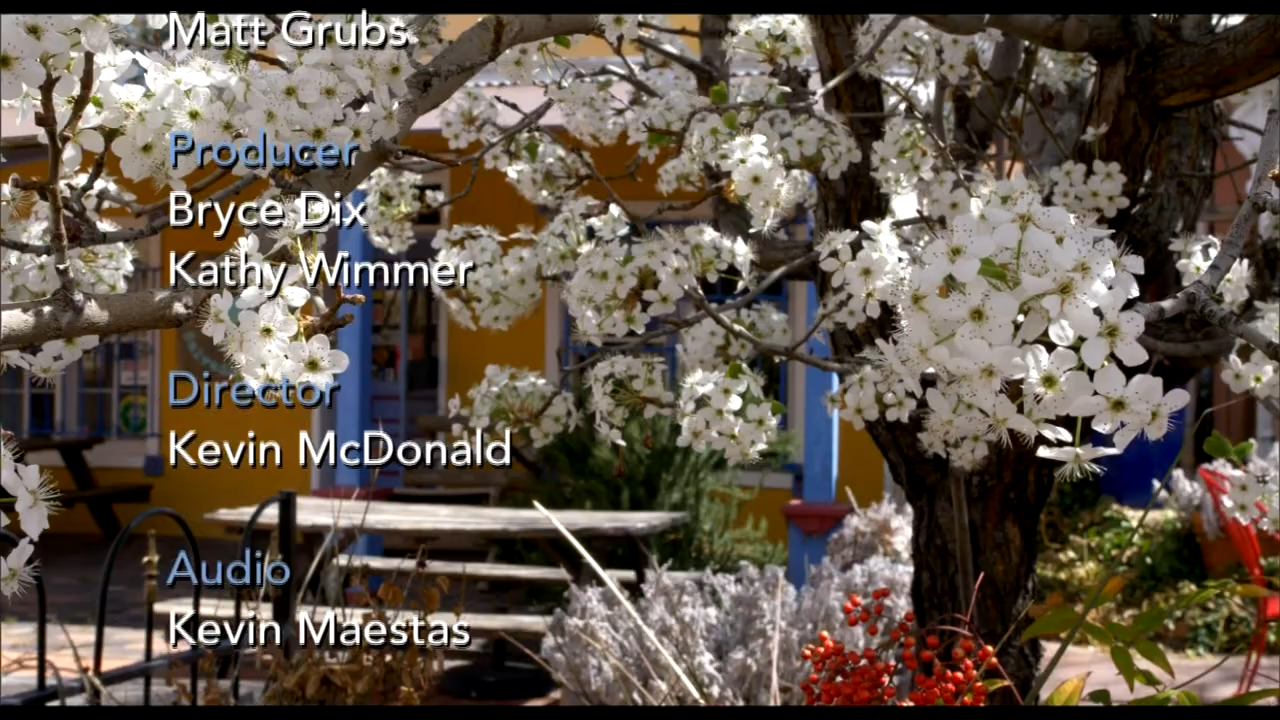 Matt Grubs
Producer
Bryce Dix
Kathy Wimmer
Director
Kevin McDonald
Audio
Kevin Maestas